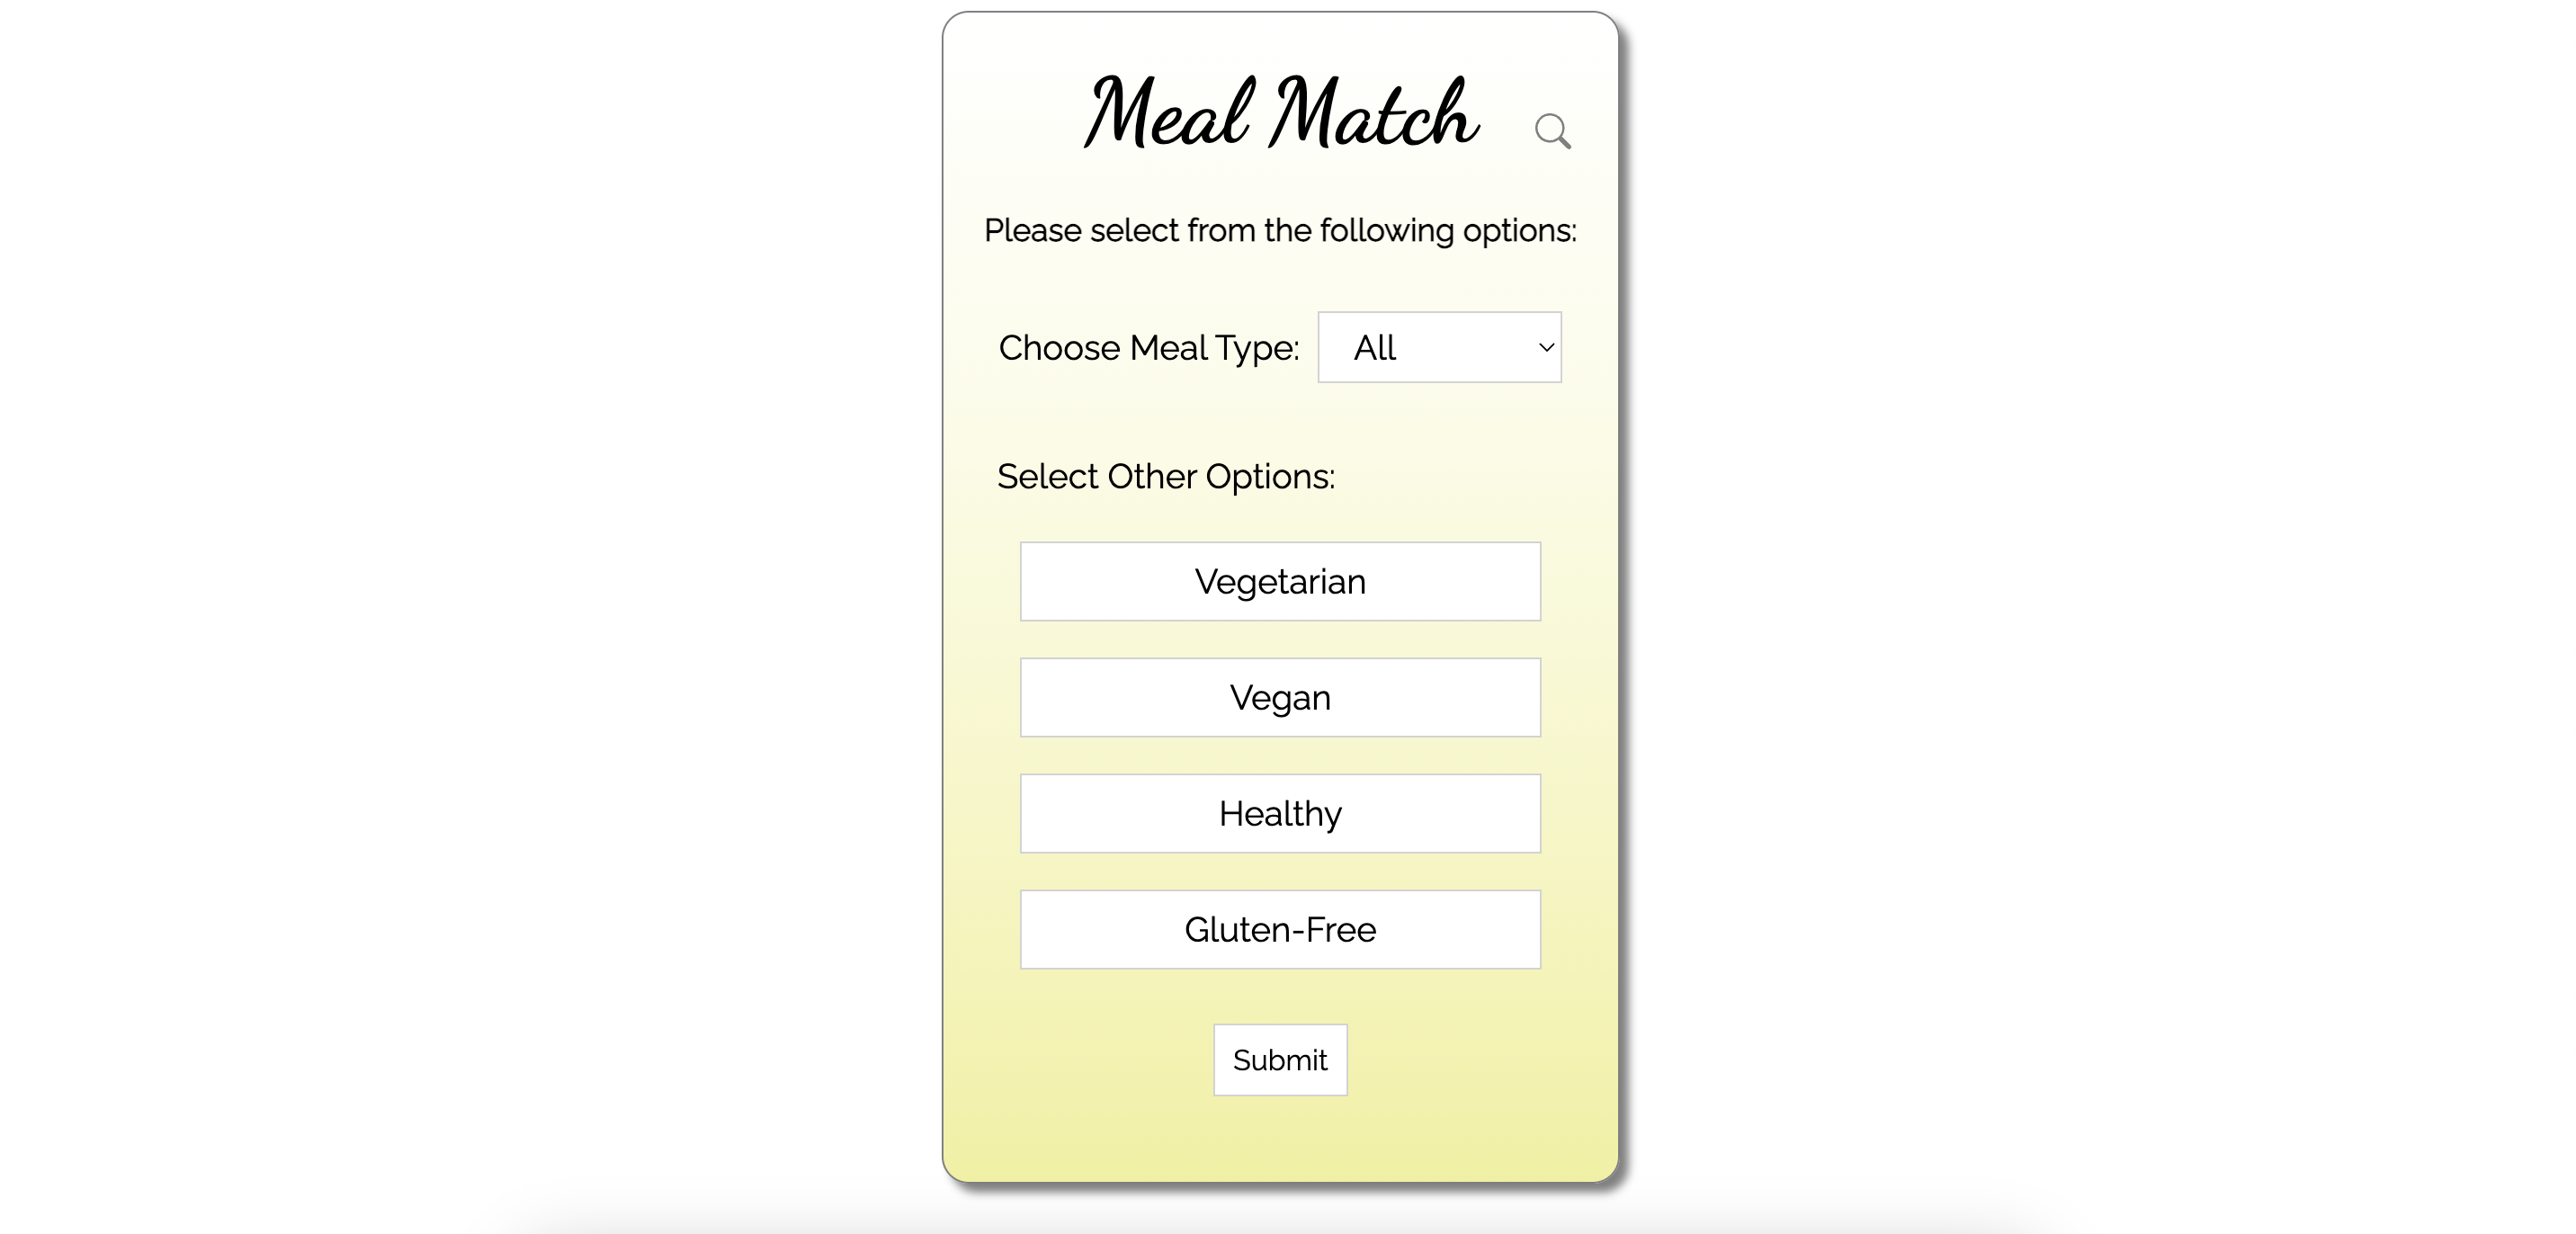 Meal Match
Please select from the following options:
Choose Meal Type: All
Select Other Options:
Vegetarian
Vegan
Healthy
Gluten-Free
Submit